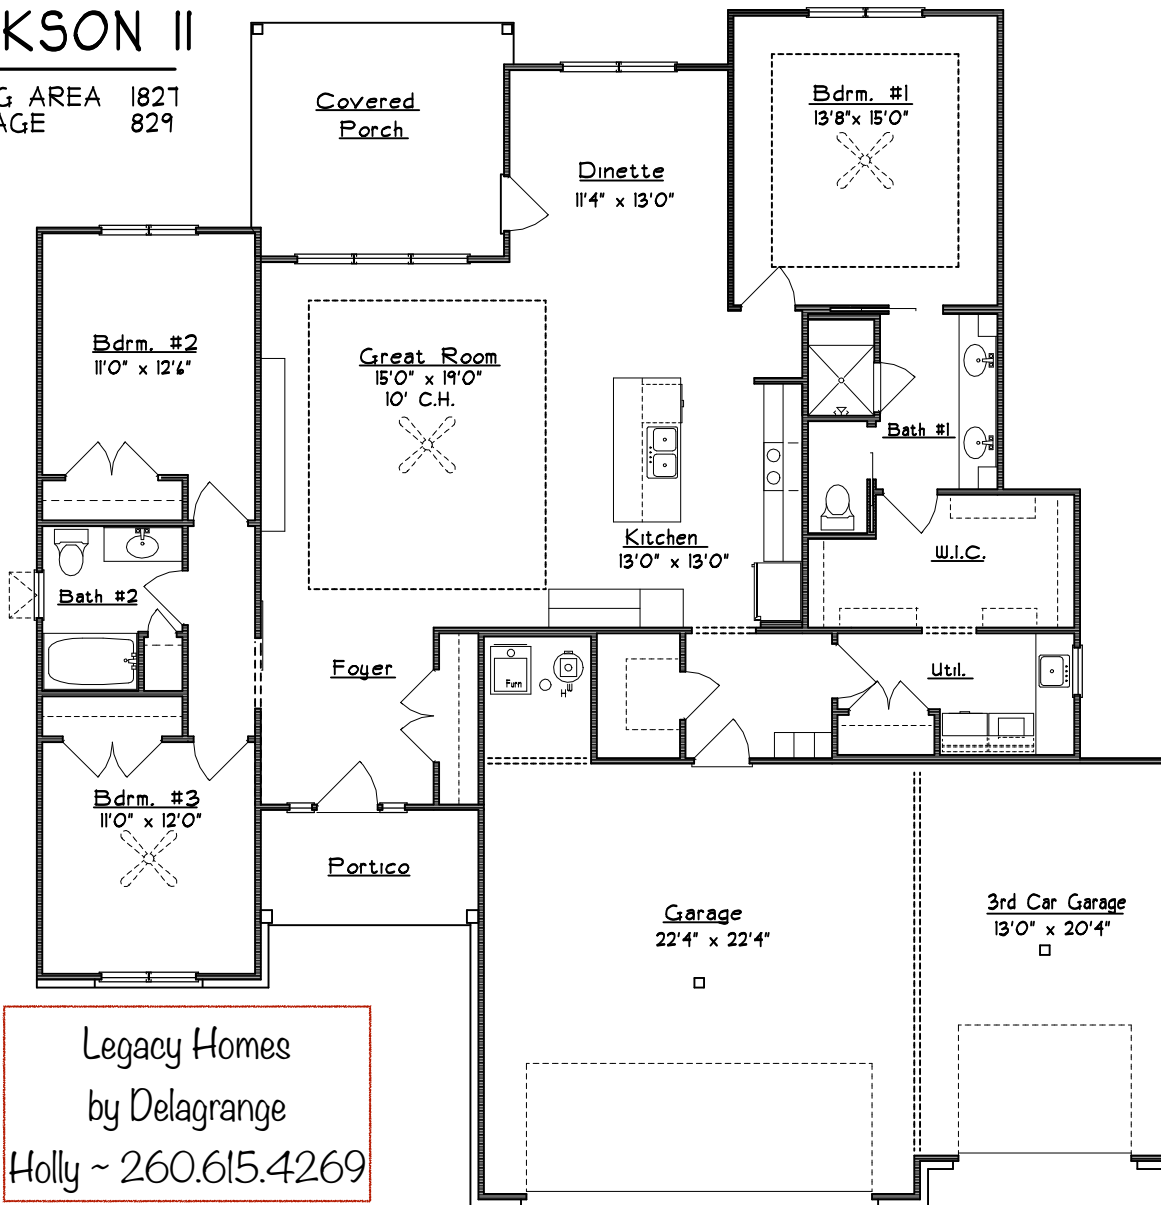 KSON II
G AREA 1827
AGE 829
Covered
Porch
Dinette
11'4" x 13'0"
Bdrm. #1
13'8" x 15'0"
Bdrm. #2
11'0" x 12'6"
Great Room
15'0" x 19'0"
10' C.H.
Bath #1
Kitchen
13'0" x 13'0"
W.I.C.
Bath #2
Foyer
Furn
HW
Util.
Bdrm. #3
11'0" x 12'0"
Portico
Garage
22'4" x 22'4"
3rd Car Garage
13'0" x 20'4"
Legacy Homes
by Delagrange
Holly ~ 260.615.4269